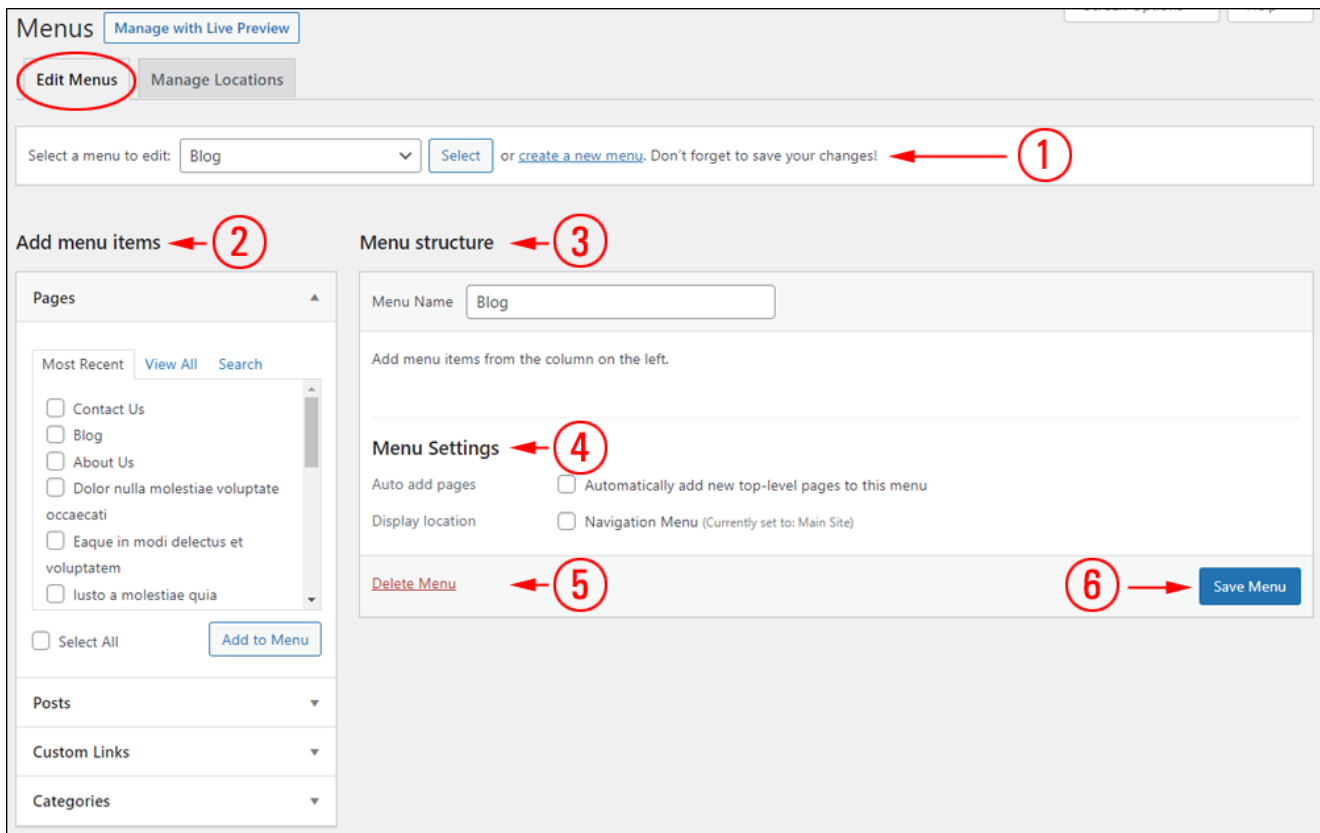 Menus Manage with Live Preview
Edit Menus Manage Locations
Select a menu to edit: Blog Select or create a new menu. Don't forget to save your changes! 1
Add menu items 2
Pages
Most Recent View All Search
Contact Us
Blog
About Us
Dolor nulla molestiae voluptate
occaecati
Eaque in modi delectus et
voluptatem
Iusto a molestiae quia
Select All Add to Menu
Posts
Custom Links
Categories
Menu structure 3
Menu Name Blog
Add menu items from the column on the left.
Menu Settings 4
Auto add pages Automatically add new top-level pages to this menu
Display location Navigation Menu (Currently set to: Main Site)
Delete Menu 5 6 Save Menu